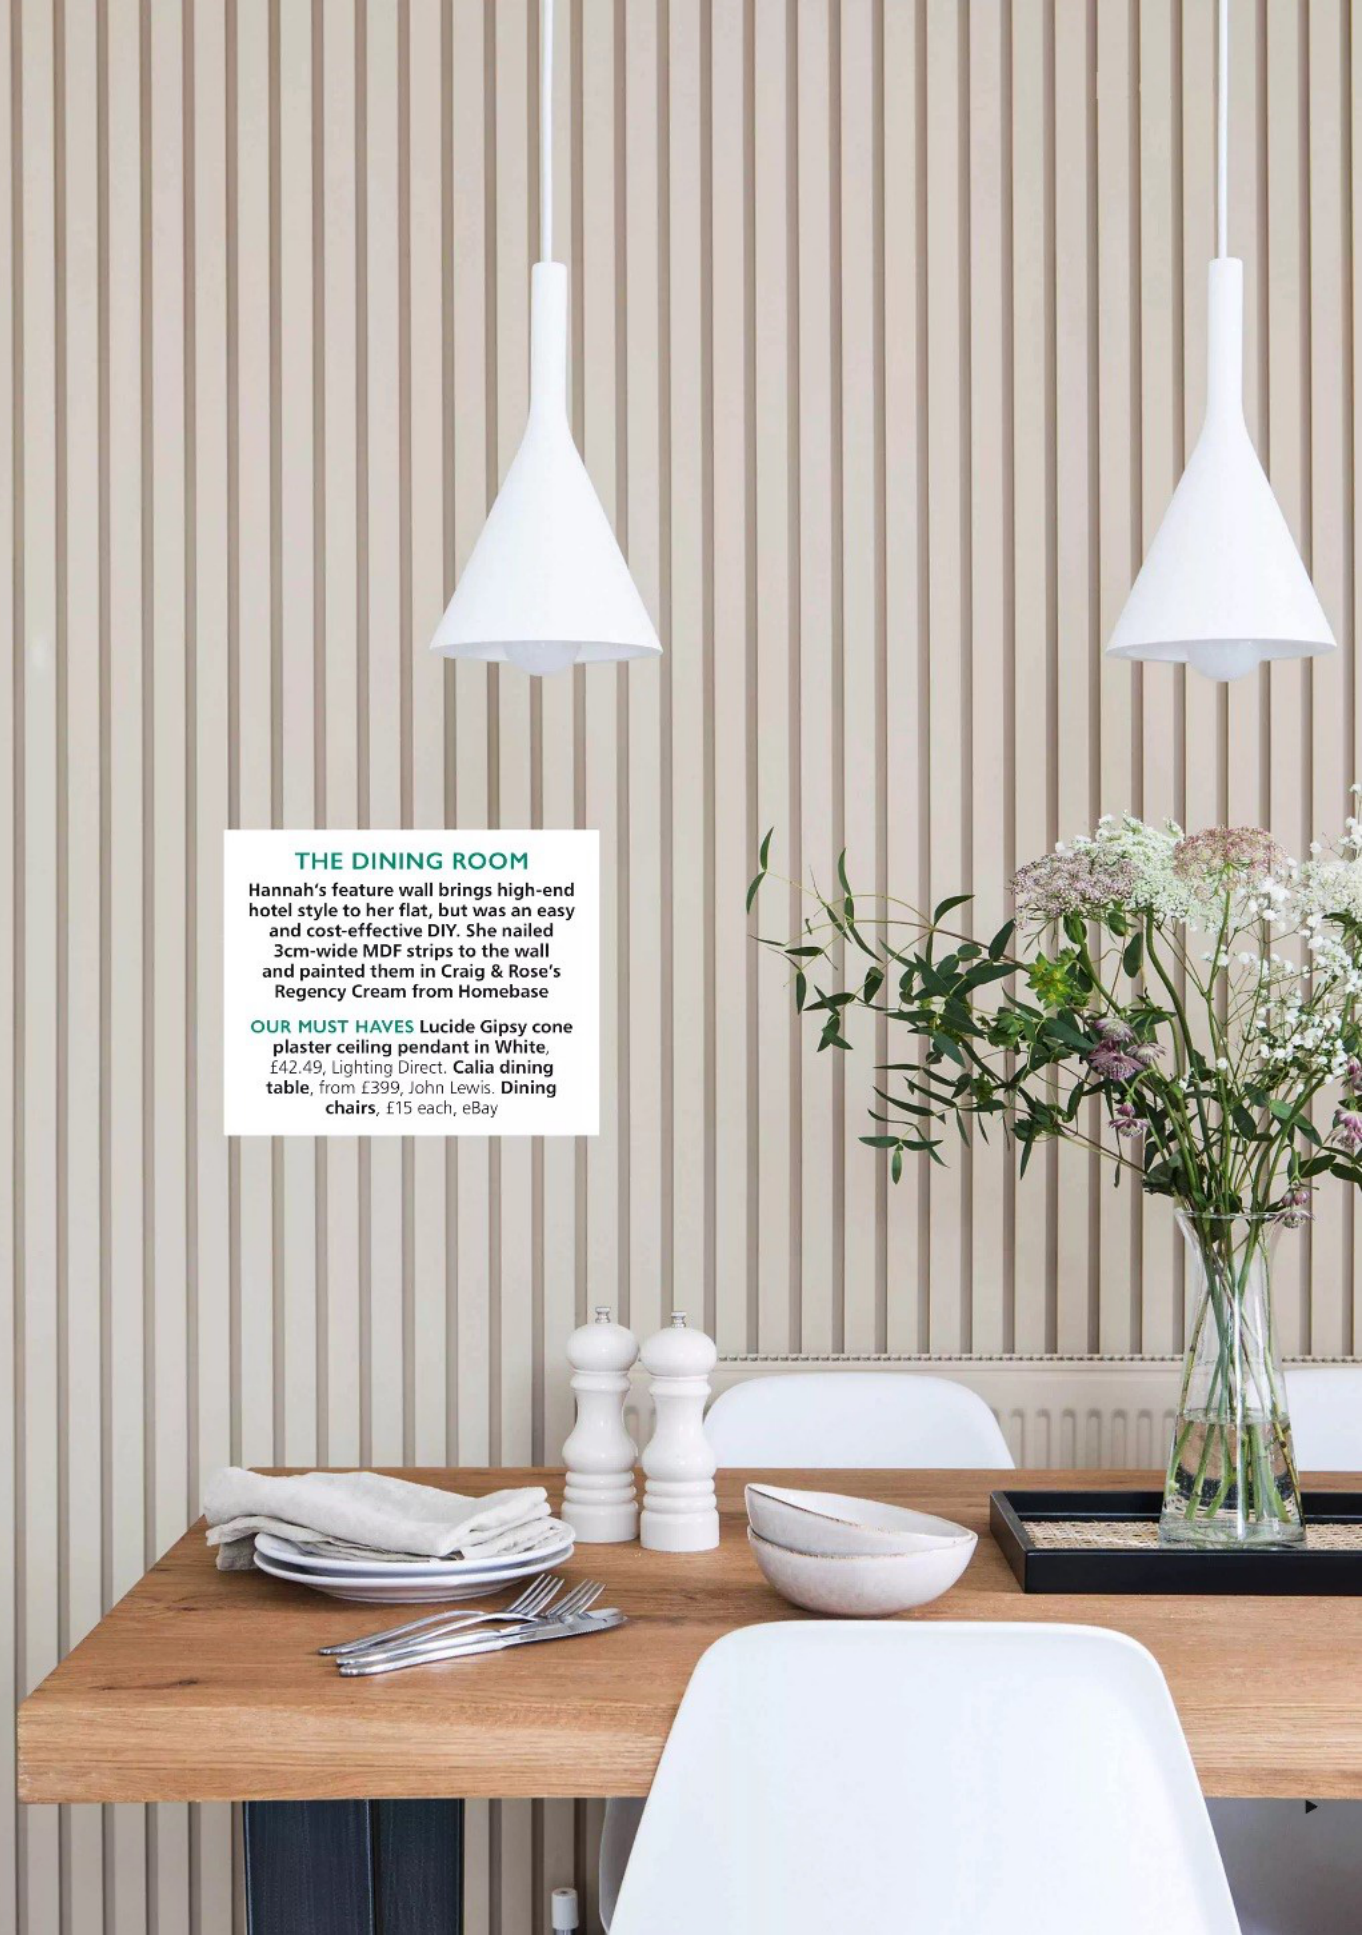 THE DINING ROOM
Hannah's feature wall brings high-end
hotel style to her flat, but was an easy
and cost-effective DIY. She nailed
3cm-wide MDF strips to the wall
and painted them in Craig & Rose's
Regency Cream from Homebase
OUR MUST HAVES Lucide Gipsy cone
plaster ceiling pendant in White,
£42.49, Lighting Direct. Calia dining
table, from £399, John Lewis. Dining
chairs, £15 each, eBay